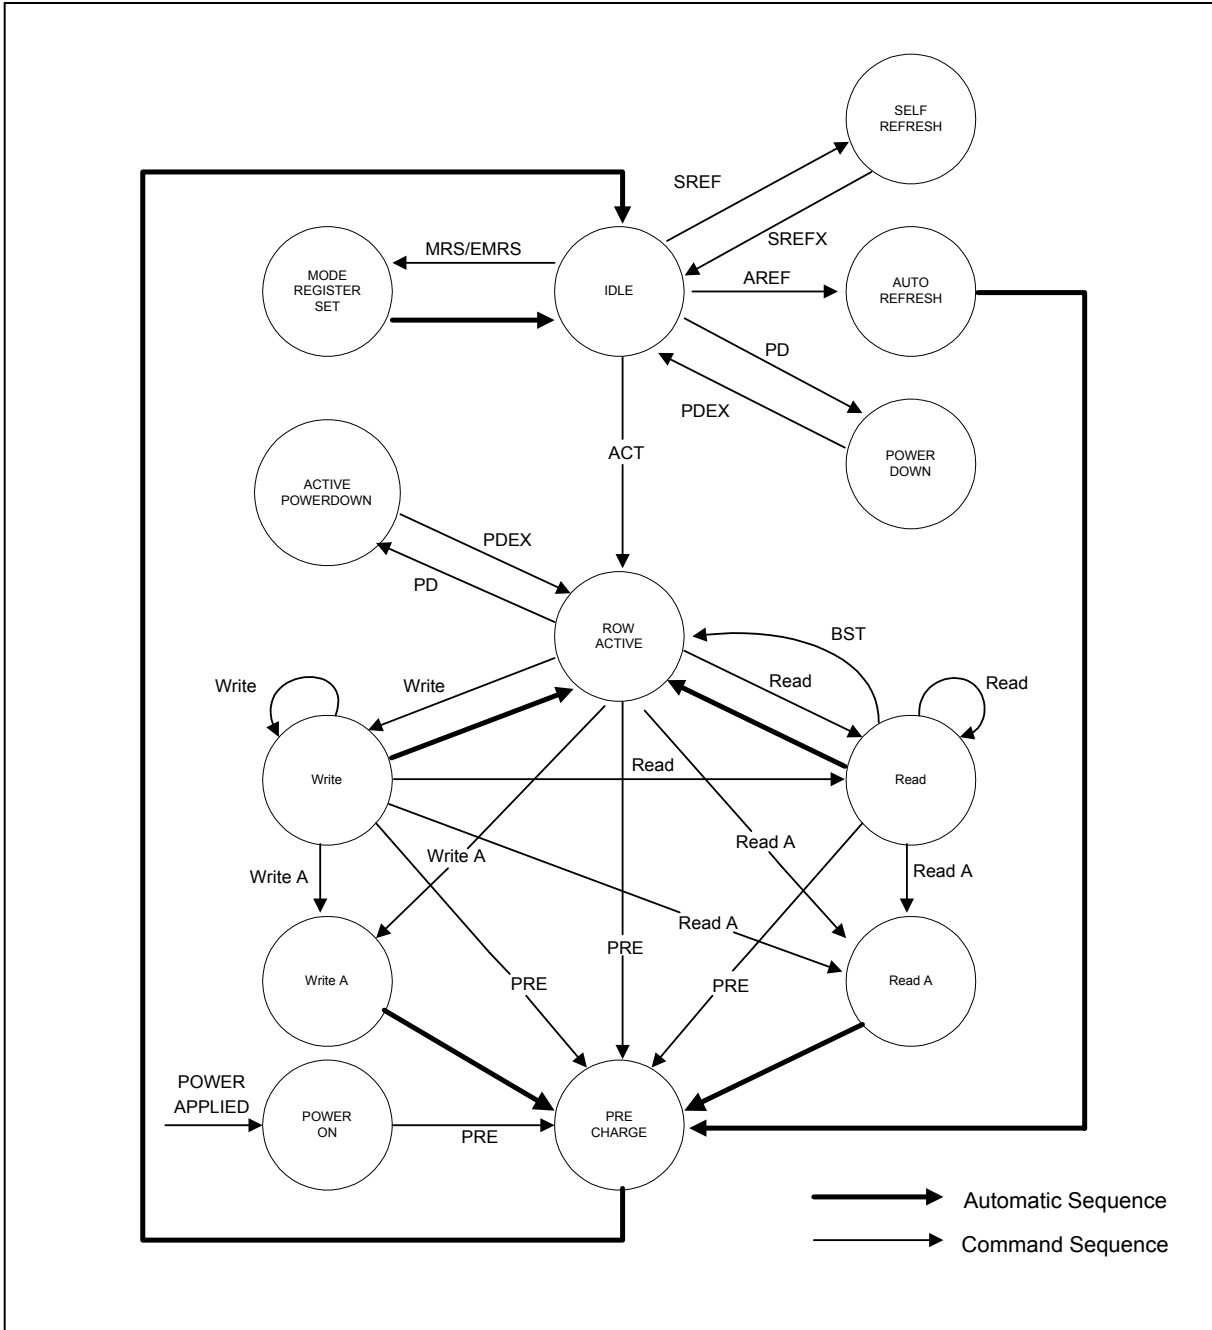 SELF
REFRESH
SREF
SREFX
MRS/EMRS
MODE
REGISTER
SET
IDLE
AREF
AUTO
REFRESH
PD
PDEX
POWER
DOWN
ACT
ACTIVE
POWERDOWN
PDEX
PD
ROW
ACTIVE
BST
Write
Write
Read
Read
Write
Read
Read
Write A
Read A
Write A
Read A
Read A
PRE
Write A
PRE
PRE
Read A
POWER
APPLIED
POWER
ON
PRE
PRE
CHARGE
Automatic Sequence
Command Sequence